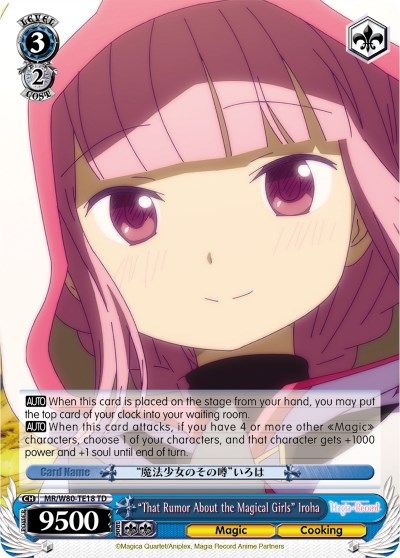 LEVEL
3
2
COST
AUTO When this card is placed on the stage from your hand, you may put
the top card of your clock into your waiting room.
AUTO When this card attacks, if you have 4 or more other «Magic»
characters, choose 1 of your characters, and that character gets +1000
power and +1 soul until end of turn.
Card Name
“魔法少女のその噂”いろは
CH MR/W80-TE18 TD
“That Rumor About the Magical Girls” Iroha
Magia Record
POWER
9500
SOUL
Magic
Cooking
©Magica Quartet/Aniplex, Magia Record Anime Partners